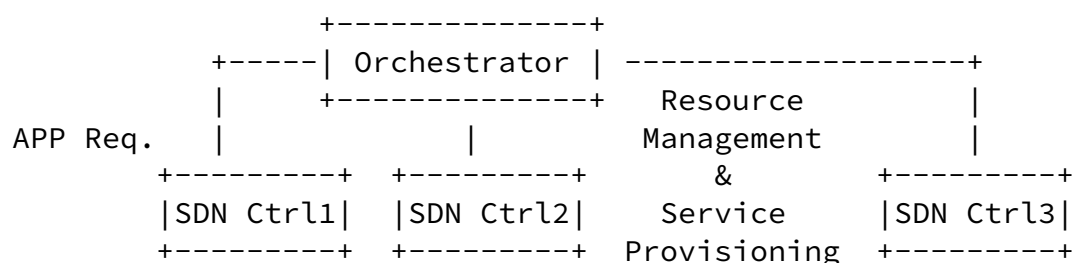 Orchestrator
Resource
APP Req. Management
&
SDN Ctrl1 SDN Ctrl2 Service SDN Ctrl3
Provisioning